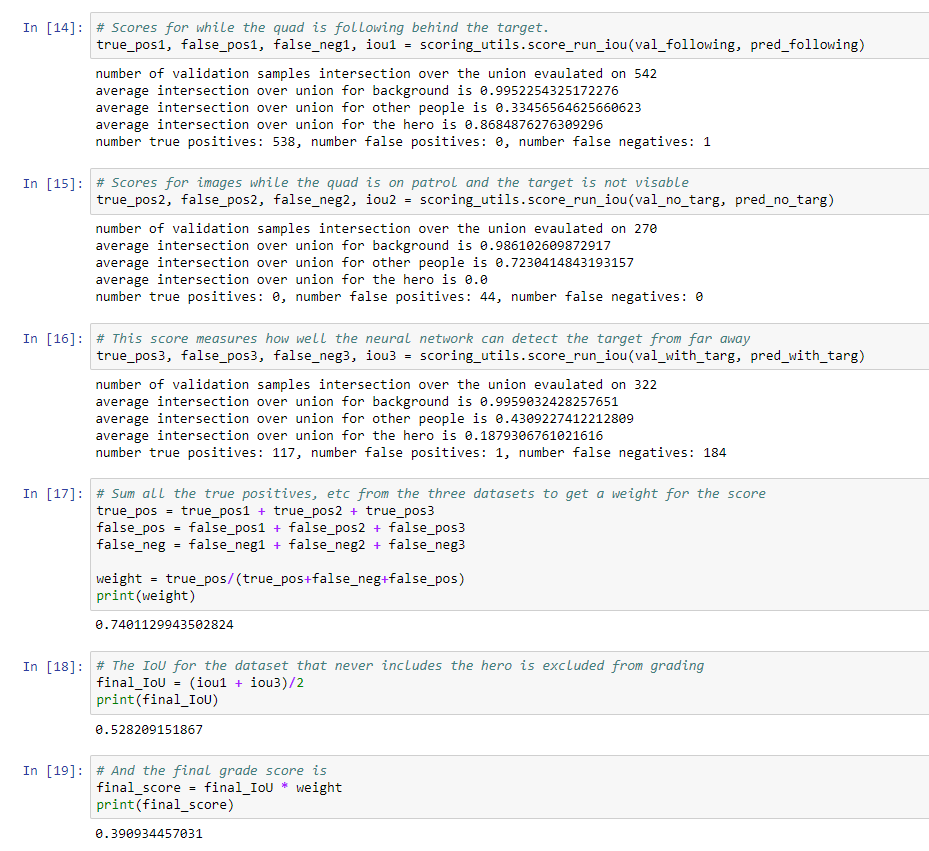 In [14]: # Scores for while the quad is following behind the target.
true_pos1, false_pos1, false_neg1, iou1 = scoring_utils.score_run_iou(val_following, pred_following)
number of validation samples intersection over the union evaulated on 542
average intersection over union for background is 0.9952254325172276
average intersection over union for other people is 0.33456564625660623
average intersection over union for the hero is 0.8684876276309296
number true positives: 538, number false positives: 0, number false negatives: 1
In [15]: # Scores for images while the quad is on patrol and the target is not visable
true_pos2, false_pos2, false_neg2, iou2 = scoring_utils.score_run_iou(val_no_targ, pred_no_targ)
number of validation samples intersection over the union evaulated on 270
average intersection over union for background is 0.986102609872917
average intersection over union for other people is 0.7230414843193157
average intersection over union for the hero is 0.0
number true positives: 0, number false positives: 44, number false negatives: 0
In [16]: # This score measures how well the neural network can detect the target from far away
true_pos3, false_pos3, false_neg3, iou3 = scoring_utils.score_run_iou(val_with_targ, pred_with_targ)
number of validation samples intersection over the union evaulated on 322
average intersection over union for background is 0.9959032428257651
average intersection over union for other people is 0.4309227412212809
average intersection over union for the hero is 0.1879306761021616
number true positives: 117, number false positives: 1, number false negatives: 184
In [17]: # Sum all the true positives, etc from the three datasets to get a weight for the score
true_pos = true_pos1 + true_pos2 + true_pos3
false_pos = false_pos1 + false_pos2 + false_pos3
false_neg = false_neg1 + false_neg2 + false_neg3
weight = true_pos/(true_pos+false_neg+false_pos)
print(weight)
0.7401129943502824
In [18]: # The IoU for the dataset that never includes the hero is excluded from grading
final_IoU = (iou1 + iou3)/2
print(final_IoU)
0.528209151867
In [19]: # And the final grade score is
final_score = final_IoU * weight
print(final_score)
0.390934457031